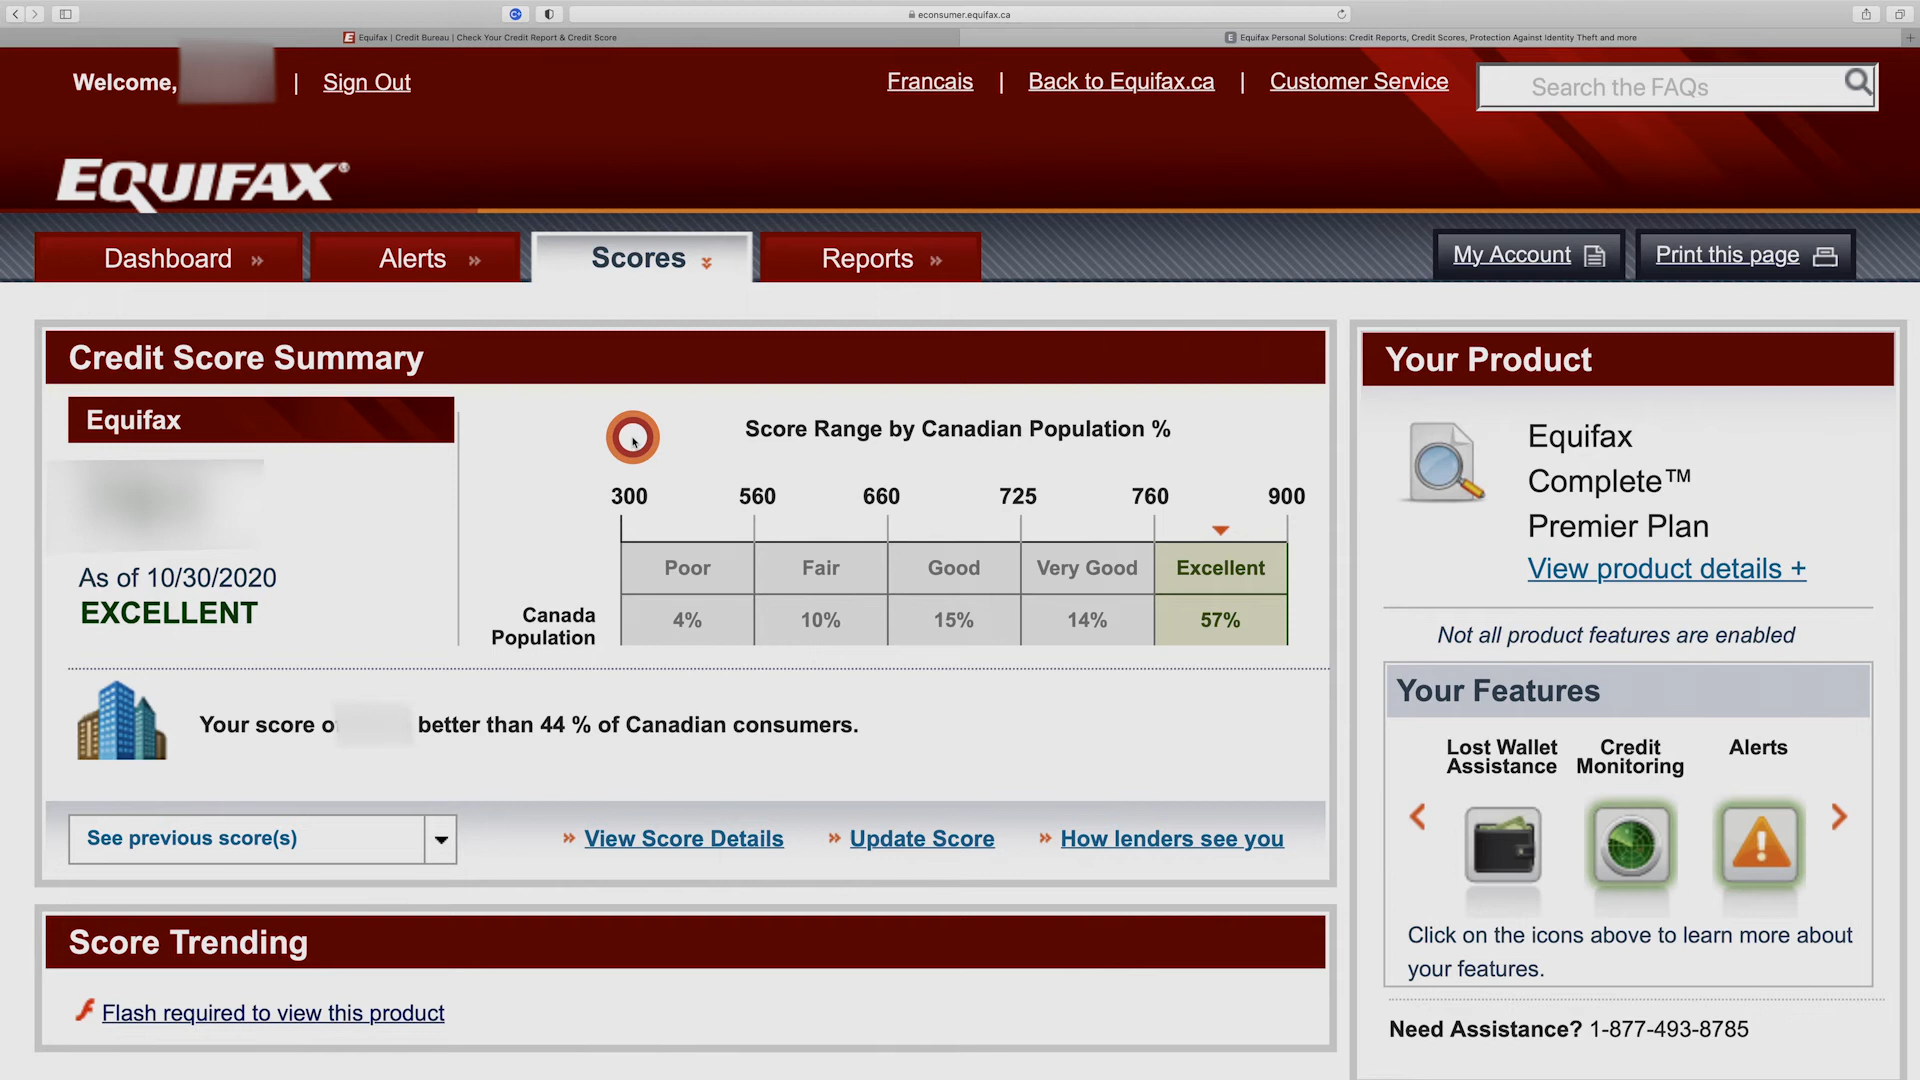 econsumer.equifax.ca
Equifax | Credit Bureau | Check Your Credit Report & Credit Score
Equifax Personal Solutions: Credit Reports, Credit Scores, Protection Against Identity Theft and more
Welcome, | Sign Out
Francais | Back to Equifax.ca | Customer Service
Search the FAQs
EQUIFAX®
Dashboard »
Alerts »
Scores
Reports »
My Account
Print this page
Credit Score Summary
Equifax
As of 10/30/2020
EXCELLENT
Score Range by Canadian Population %
300 560 660 725 760 900
Poor Fair Good Very Good Excellent
Canada Population
4% 10% 15% 14% 57%
Your score better than 44 % of Canadian consumers.
See previous score(s)
» View Score Details
» Update Score
» How lenders see you
Score Trending
Flash required to view this product
Your Product
Equifax
Complete™
Premier Plan
View product details +
Not all product features are enabled
Your Features
Lost Wallet Assistance
Credit Monitoring
Alerts
Click on the icons above to learn more about
your features.
Need Assistance? 1-877-493-8785